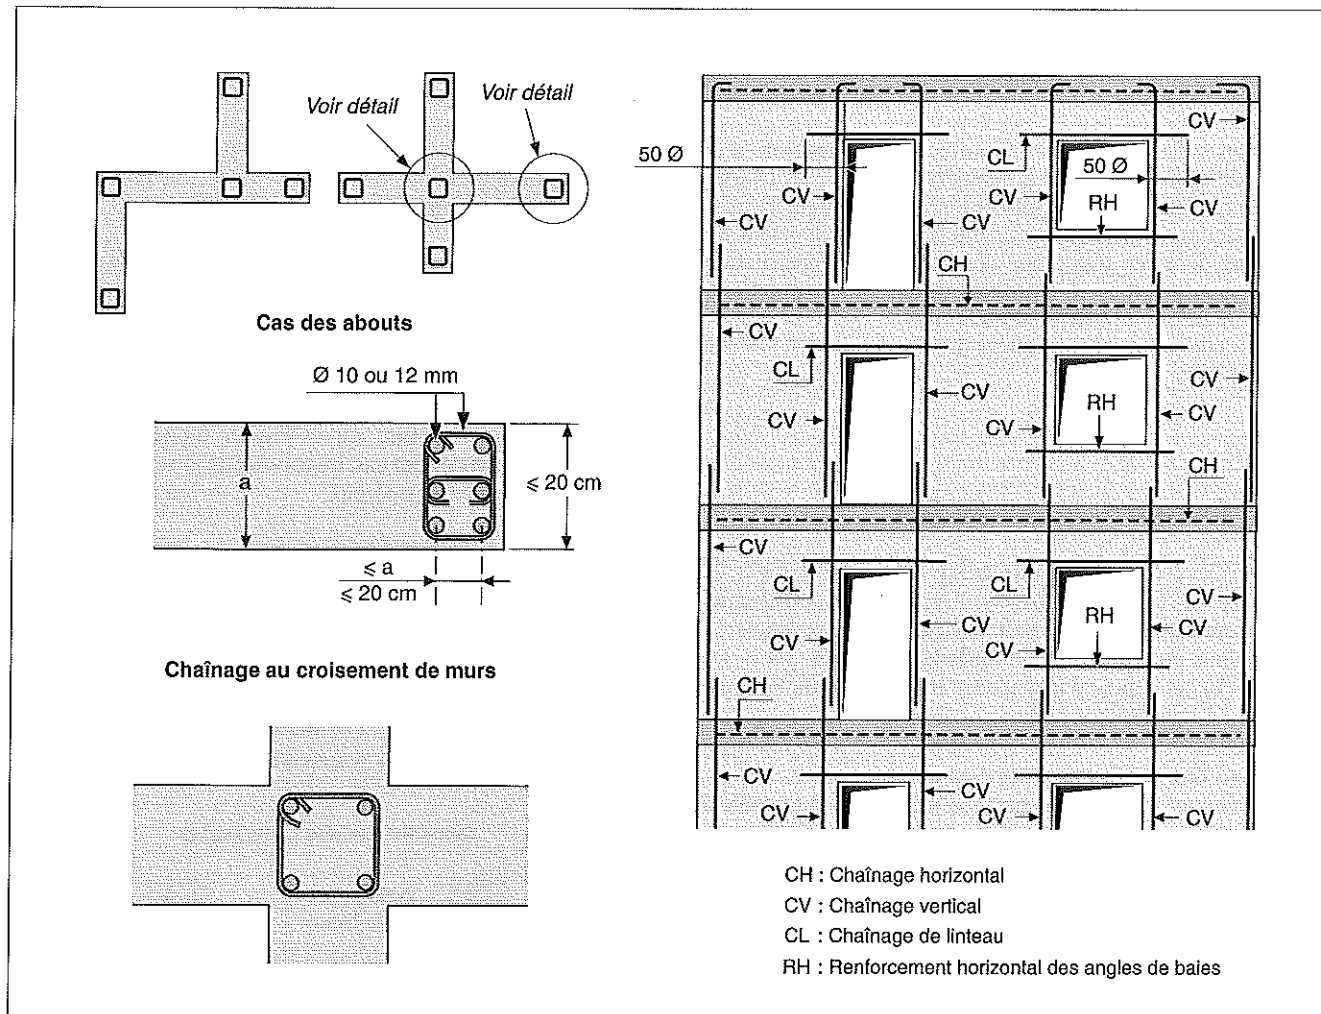 Voir détail
Voir détail
Cas des abouts
Ø 10 ou 12 mm
a
≤ 20 cm
≤ a
≤ 20 cm
Chaînage au croisement de murs
CV
50 Ø
CL
50 Ø
CV
CV
RH
CV
CV
CV
CH
CV
CL
CV
CV
RH
CV
CV
CV
CH
CV
CL
CL
CV
CV
RH
CV
CV
CV
CH
CV
CV
CV
CV
CV
CH : Chaînage horizontal
CV : Chaînage vertical
CL : Chaînage de linteau
RH : Renforcement horizontal des angles de baies